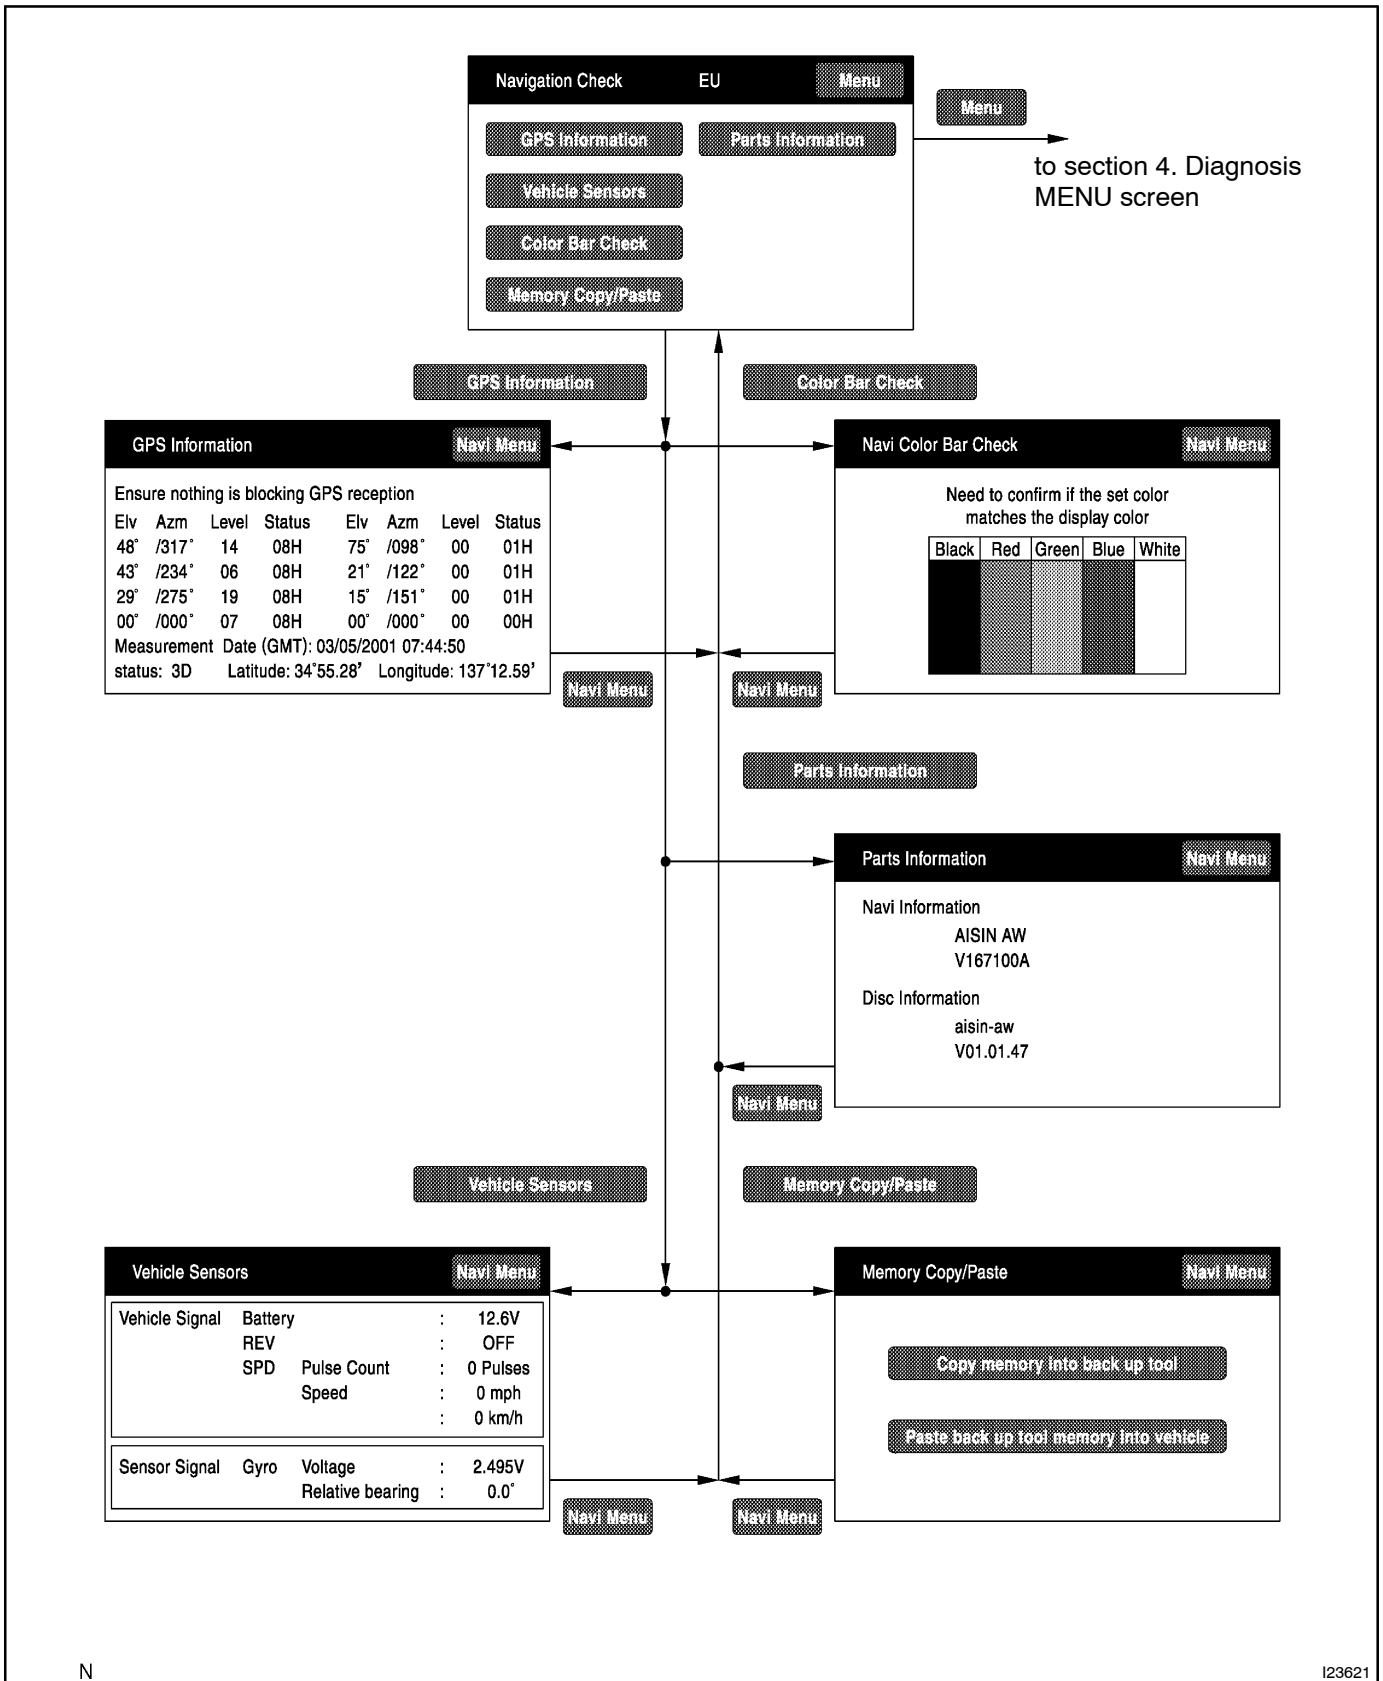 Navigation Check EU Menu
GPS Information Parts Information
Vehicle Sensors
Color Bar Check
Memory Copy/Paste
Menu
to section 4. Diagnosis
MENU screen
GPS Information Color Bar Check
GPS Information Navi Menu
Ensure nothing is blocking GPS reception
Elv Azm Level Status Elv Azm Level Status
48° /317° 14 08H 75° /098° 00 01H
43° /234° 06 08H 21° /122° 00 01H
29° /275° 19 08H 15° /151° 00 01H
00° /000° 07 08H 00° /000° 00 00H
Measurement Date (GMT): 03/05/2001 07:44:50
status: 3D Latitude: 34°55.28’ Longitude: 137°12.59’
Navi Menu
Navi Color Bar Check Navi Menu
Need to confirm if the set color
matches the display color
Black Red Green Blue White
Navi Menu
Parts Information
Parts Information Navi Menu
Navi Information
AISIN AW
V167100A
Disc Information
aisin-aw
V01.01.47
Navi Menu
Vehicle Sensors Memory Copy/Paste
Vehicle Sensors Navi Menu
Vehicle Signal Battery : 12.6V
REV : OFF
SPD Pulse Count : 0 Pulses
Speed : 0 mph
: 0 km/h
Sensor Signal Gyro Voltage : 2.495V
Relative bearing : 0.0°
Navi Menu
Memory Copy/Paste Navi Menu
Copy memory into back up tool
Paste back up tool memory into vehicle
Navi Menu
N
I23621